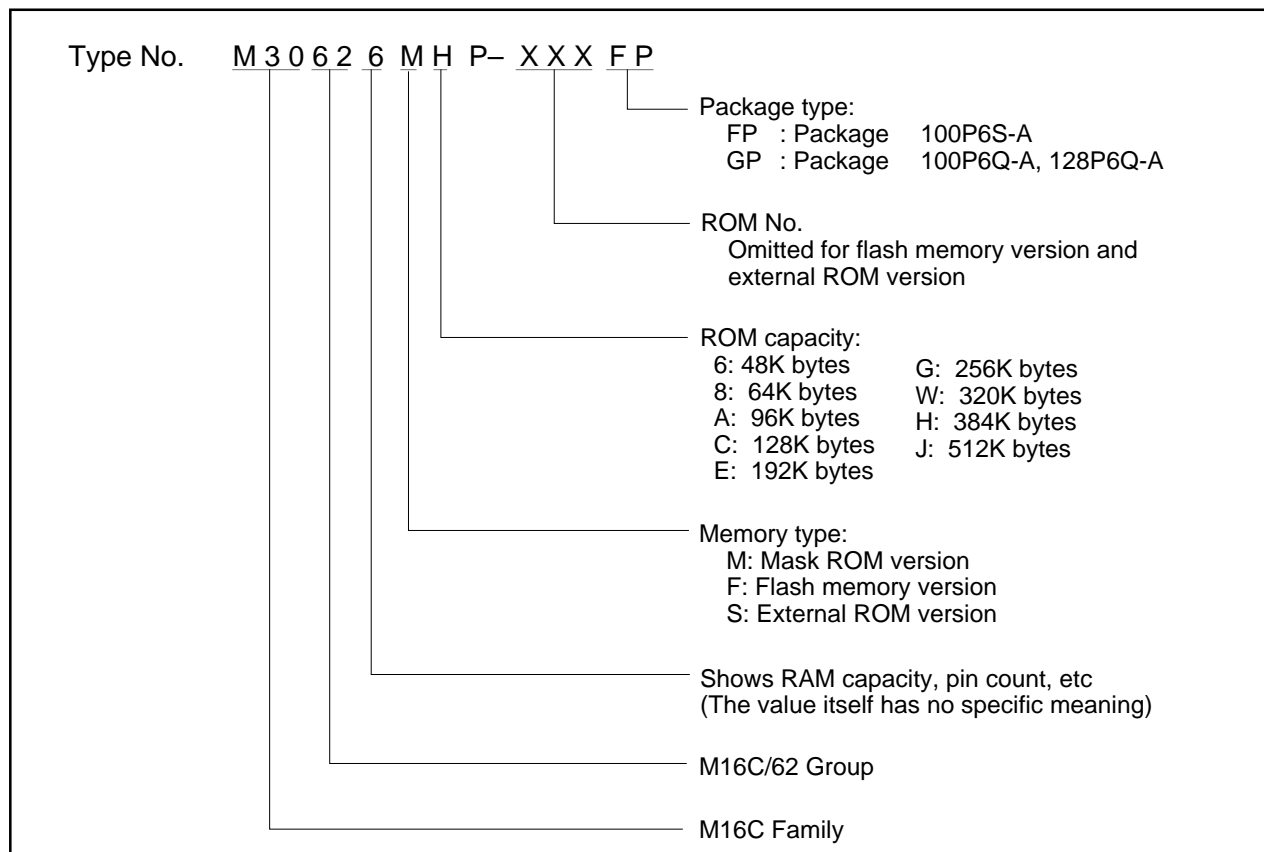 Type No. M 3 0 6 2 6 M H P– X X X F P
Package type:
FP : Package 100P6S-A
GP : Package 100P6Q-A, 128P6Q-A
ROM No.
Omitted for flash memory version and
external ROM version
ROM capacity:
6: 48K bytes
8: 64K bytes
A: 96K bytes
C: 128K bytes
E: 192K bytes
G: 256K bytes
W: 320K bytes
H: 384K bytes
J: 512K bytes
Memory type:
M: Mask ROM version
F: Flash memory version
S: External ROM version
Shows RAM capacity, pin count, etc
(The value itself has no specific meaning)
M16C/62 Group
M16C Family